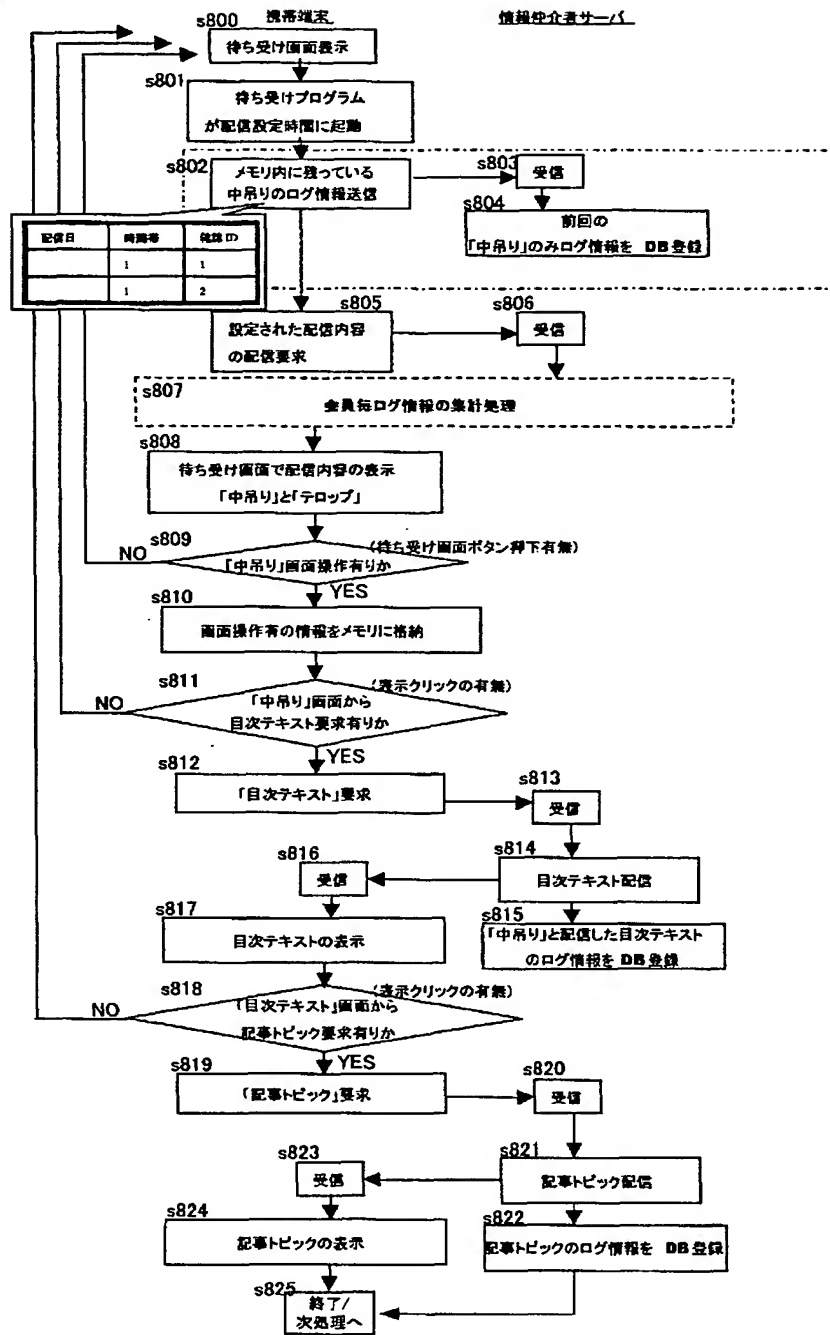 携帯端末
情報仲介者サーバ
s800
待ち受け画面表示
s801
待ち受けプログラム
が配信設定時間に起動
s802
メモリ内に残っている
中吊りのログ情報送信
s803
受信
s804
前回の
「中吊り」のみログ情報を DB登録
配信日 時間帯 雑誌ID
1 1
1 2
s805
設定された配信内容
の配信要求
s806
受信
s807
会員毎ログ情報の集計処理
s808
待ち受け画面で配信内容の表示
「中吊り」と「テロップ」
s809
(待ち受け画面ボタン押下有無)
NO
「中吊り」画面操作有りか
YES
s810
画面操作有の情報をメモリに格納
s811
(表示クリックの有無)
NO
「中吊り」画面から
目次テキスト要求有りか
YES
s812
「目次テキスト」要求
s813
受信
s814
目次テキスト配信
s815
「中吊り」と配信した目次テキスト
のログ情報を DB登録
s816
受信
s817
目次テキストの表示
s818
(表示クリックの有無)
NO
「目次テキスト」画面から
記事トピック要求有りか
YES
s819
「記事トピック」要求
s820
受信
s821
記事トピック配信
s822
記事トピックのログ情報を DB登録
s823
受信
s824
記事トピックの表示
s825
終了/
次処理へ